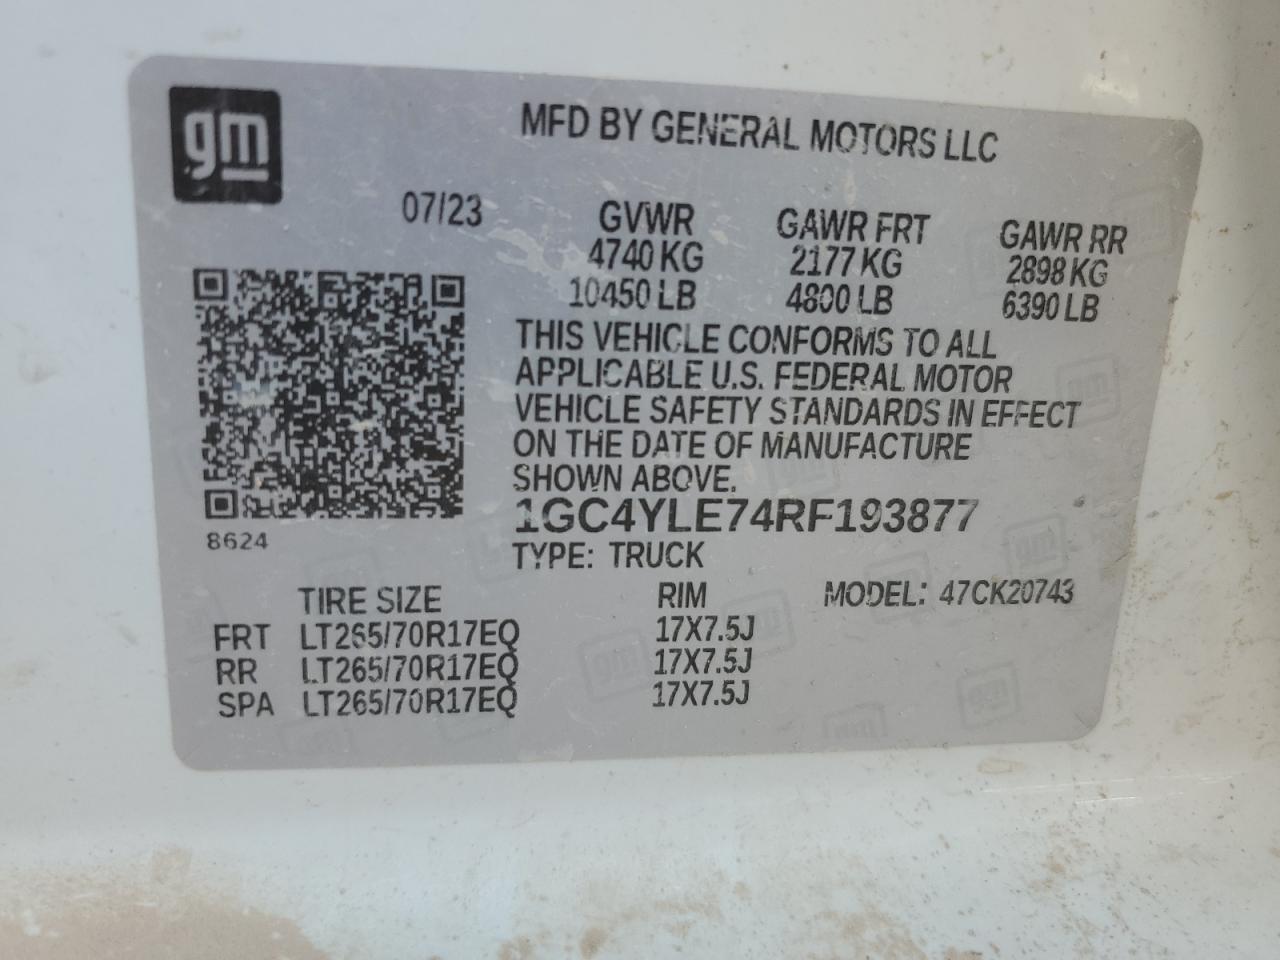 gm
MFD BY GENERAL MOTORS LLC
07/23
GVWR GAWR FRT GAWR RR
4740 KG 2177 KG 2898 KG
10450 LB 4800 LB 6390 LB
THIS VEHICLE CONFORMS TO ALL
APPLICABLE U.S. FEDERAL MOTOR
VEHICLE SAFETY STANDARDS IN EFFECT
ON THE DATE OF MANUFACTURE
SHOWN ABOVE.
1GC4YLE74RF193877
8624
TYPE: TRUCK
TIRE SIZE RIM MODEL: 47CK20743
FRT LT265/70R17EQ 17X7.5J
RR LT265/70R17EQ 17X7.5J
SPA LT265/70R17EQ 17X7.5J